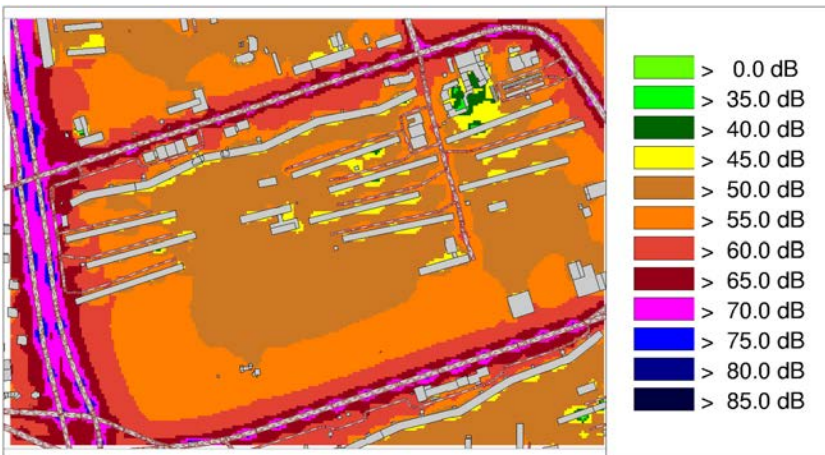 > 0.0 dB
> 35.0 dB
> 40.0 dB
> 45.0 dB
> 50.0 dB
> 55.0 dB
> 60.0 dB
> 65.0 dB
> 70.0 dB
> 75.0 dB
> 80.0 dB
> 85.0 dB